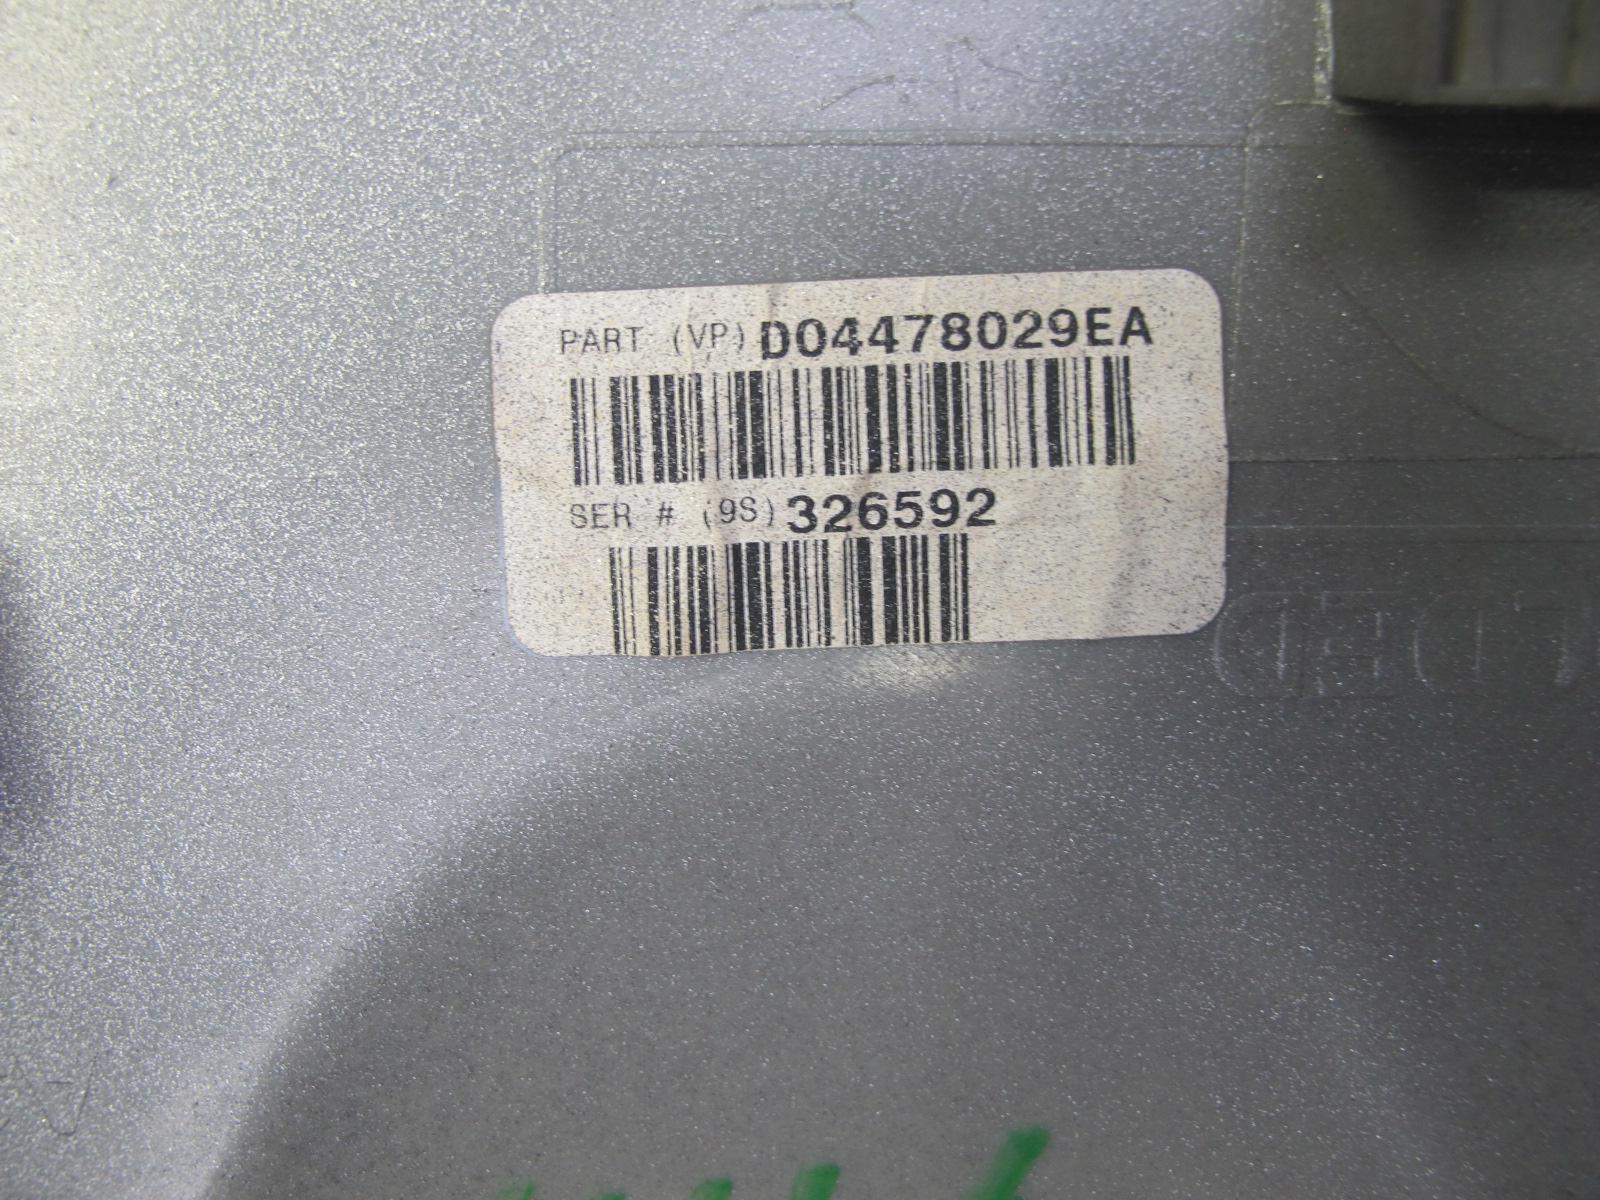 PART (VP) D04478029EA
SER # (9S) 326592